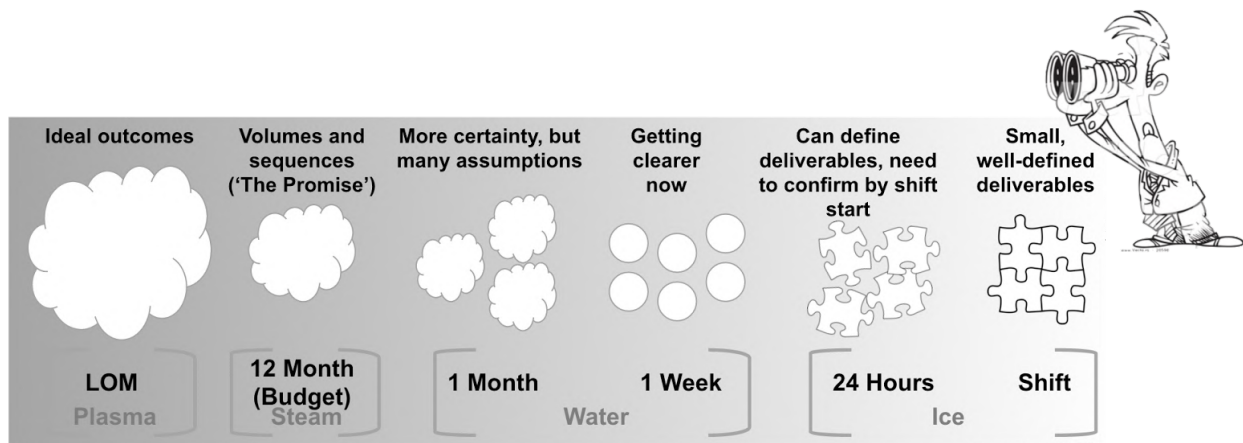 Ideal outcomes
Volumes and
sequences
(‘The Promise’)
More certainty, but
many assumptions
Getting
clearer
now
Can define
deliverables, need
to confirm by shift
start
Small,
well-defined
deliverables
LOM
Plasma
12 Month
(Budget)
Steam
1 Month
1 Week
Water
24 Hours
Shift
Ice